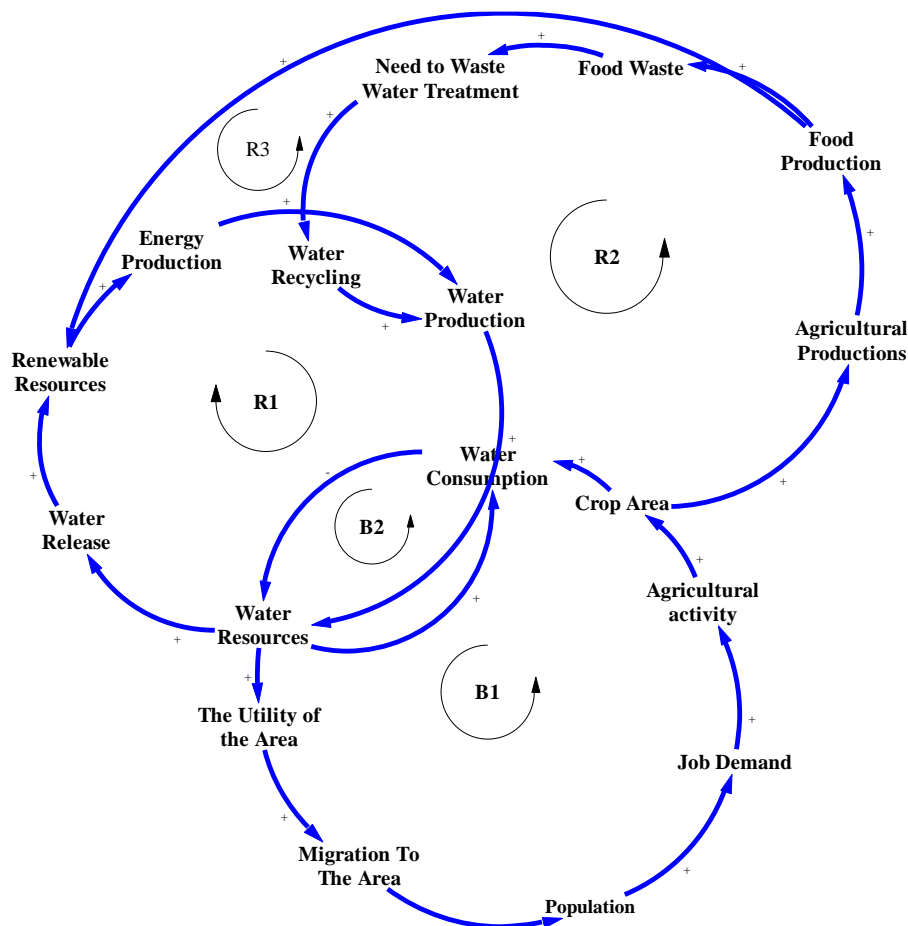 +
+
Need to Waste
Water Treatment
Food Waste
+
+
+
Food
Production
R3
+
Energy
Production
Water
Recycling
R2
+
+
Water
Production
+
Agricultural
Productions
Renewable
Resources
R1
+
-
Water
Consumption
+
+
+
Crop Area
Water
Release
B2
+
Agricultural
activity
+
Water
Resources
+
+
B1
The Utility of
the Area
+
Job Demand
+
Migration To
The Area
+
+
Population